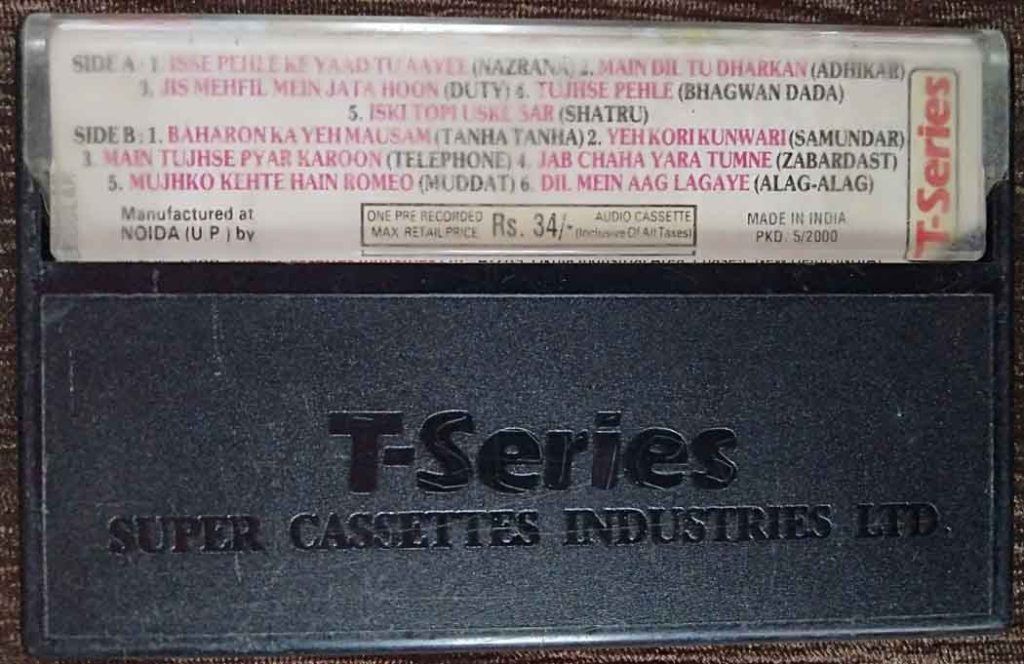 SIDE A : 1. ISSE PEHLE KE YAAD TU AAYEE (NAZRANA) 2. MAIN DIL TU DHARKAN (ADHIKAR)
3. JIS MEHFIL MEIN JATA HOON (DUTY) 4. TUJHSE PEHLE (BHAGWAN DADA)
5. ISKI TOPI USKE SAR (SHATRU)
SIDE B : 1. BAHARON KA YEH MAUSAM (TANHA TANHA) 2. YEH KORI KUNWARI (SAMUNDAR)
3. MAIN TUJHSE PYAR KAROON (TELEPHONE) 4. JAB CHAHA YARA TUMNE (ZABARDAST)
5. MUJHKO KEHTE HAIN ROMEO (MUDDAT) 6. DIL MEIN AAG LAGAYE (ALAG-ALAG)
T-Series
Manufactured at
NOIDA (U P ) by
ONE PRE RECORDED
MAX RETAIL PRICE
Rs. 34/-
AUDIO CASSETTE
(Inclusive Of All Taxes)
MADE IN INDIA
PKD. 5/2000
T-Series
SUPER CASSETTES INDUSTRIES LTD.